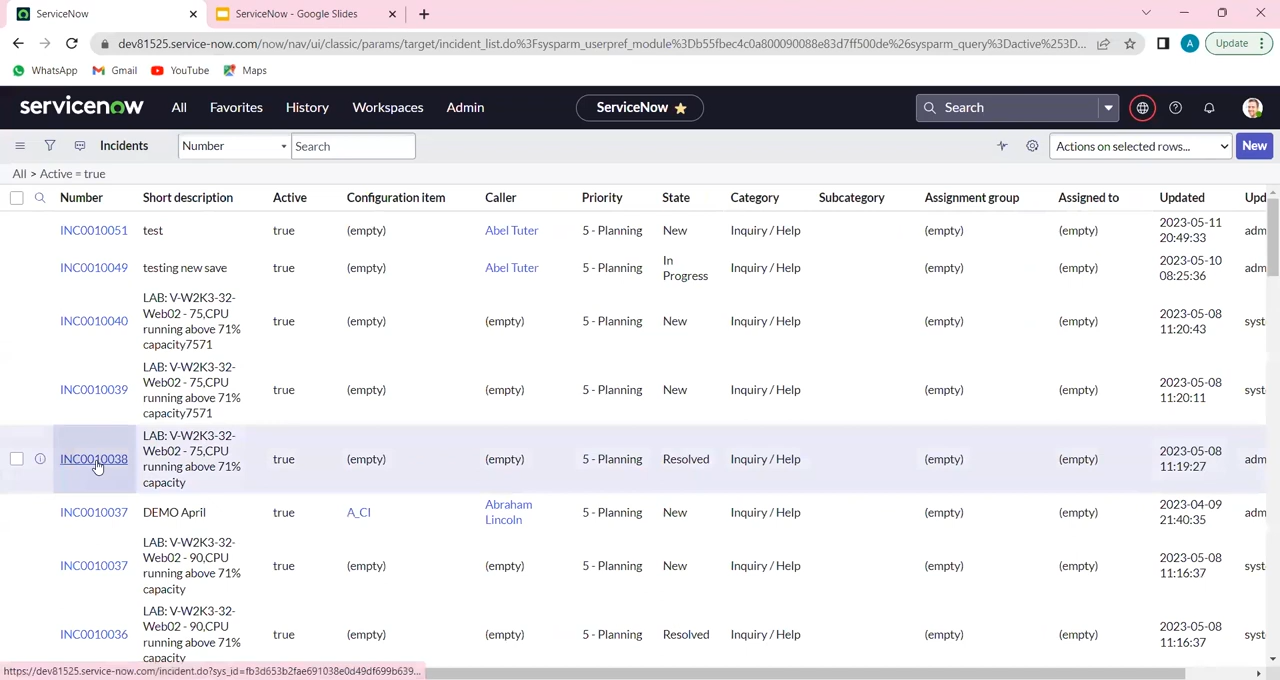 ServiceNow
ServiceNow - Google Slides
dev81525.service-now.com/now/nav/ui/classic/params/target/incident_list.do%3Fsysparm_userpref_module%3Db55fbec4c0a800090088e83d7ff500de%26sysparm_query%3Dactive%253D...
A
Update
WhatsApp
Gmail
YouTube
Maps
servicenow
All
Favorites
History
Workspaces
Admin
ServiceNow
Search
Incidents
Number
Search
Actions on selected rows...
New
All > Active = true
Number Short description Active Configuration item Caller Priority State Category Subcategory Assignment group Assigned to Updated Upd
INC0010051 test true (empty) Abel Tuter 5 - Planning New Inquiry / Help (empty) (empty) 2023-05-11 20:49:33 adm
INC0010049 testing new save true (empty) Abel Tuter 5 - Planning In Progress Inquiry / Help (empty) (empty) 2023-05-10 08:25:36 adm
INC0010040 LAB: V-W2K3-32-Web02 - 75,CPU running above 71% capacity7571 true (empty) (empty) 5 - Planning New Inquiry / Help (empty) (empty) 2023-05-08 11:20:43 syst
INC0010039 LAB: V-W2K3-32-Web02 - 75,CPU running above 71% capacity7571 true (empty) (empty) 5 - Planning New Inquiry / Help (empty) (empty) 2023-05-08 11:20:11 syst
INC0010038 LAB: V-W2K3-32-Web02 - 75,CPU running above 71% capacity true (empty) (empty) 5 - Planning Resolved Inquiry / Help (empty) (empty) 2023-05-08 11:19:27 adm
INC0010037 DEMO April true A_CI Abraham Lincoln 5 - Planning New Inquiry / Help (empty) (empty) 2023-04-09 21:40:35 adm
INC0010037 LAB: V-W2K3-32-Web02 - 90,CPU running above 71% capacity true (empty) (empty) 5 - Planning New Inquiry / Help (empty) (empty) 2023-05-08 11:16:37 syst
INC0010036 LAB: V-W2K3-32-Web02 - 90,CPU running above 71% capacity true (empty) (empty) 5 - Planning Resolved Inquiry / Help (empty) (empty) 2023-05-08 11:16:37 syst
https://dev81525.service-now.com/incident.do?sys_id=fb3d653b2fae691038e0d49df699b639...